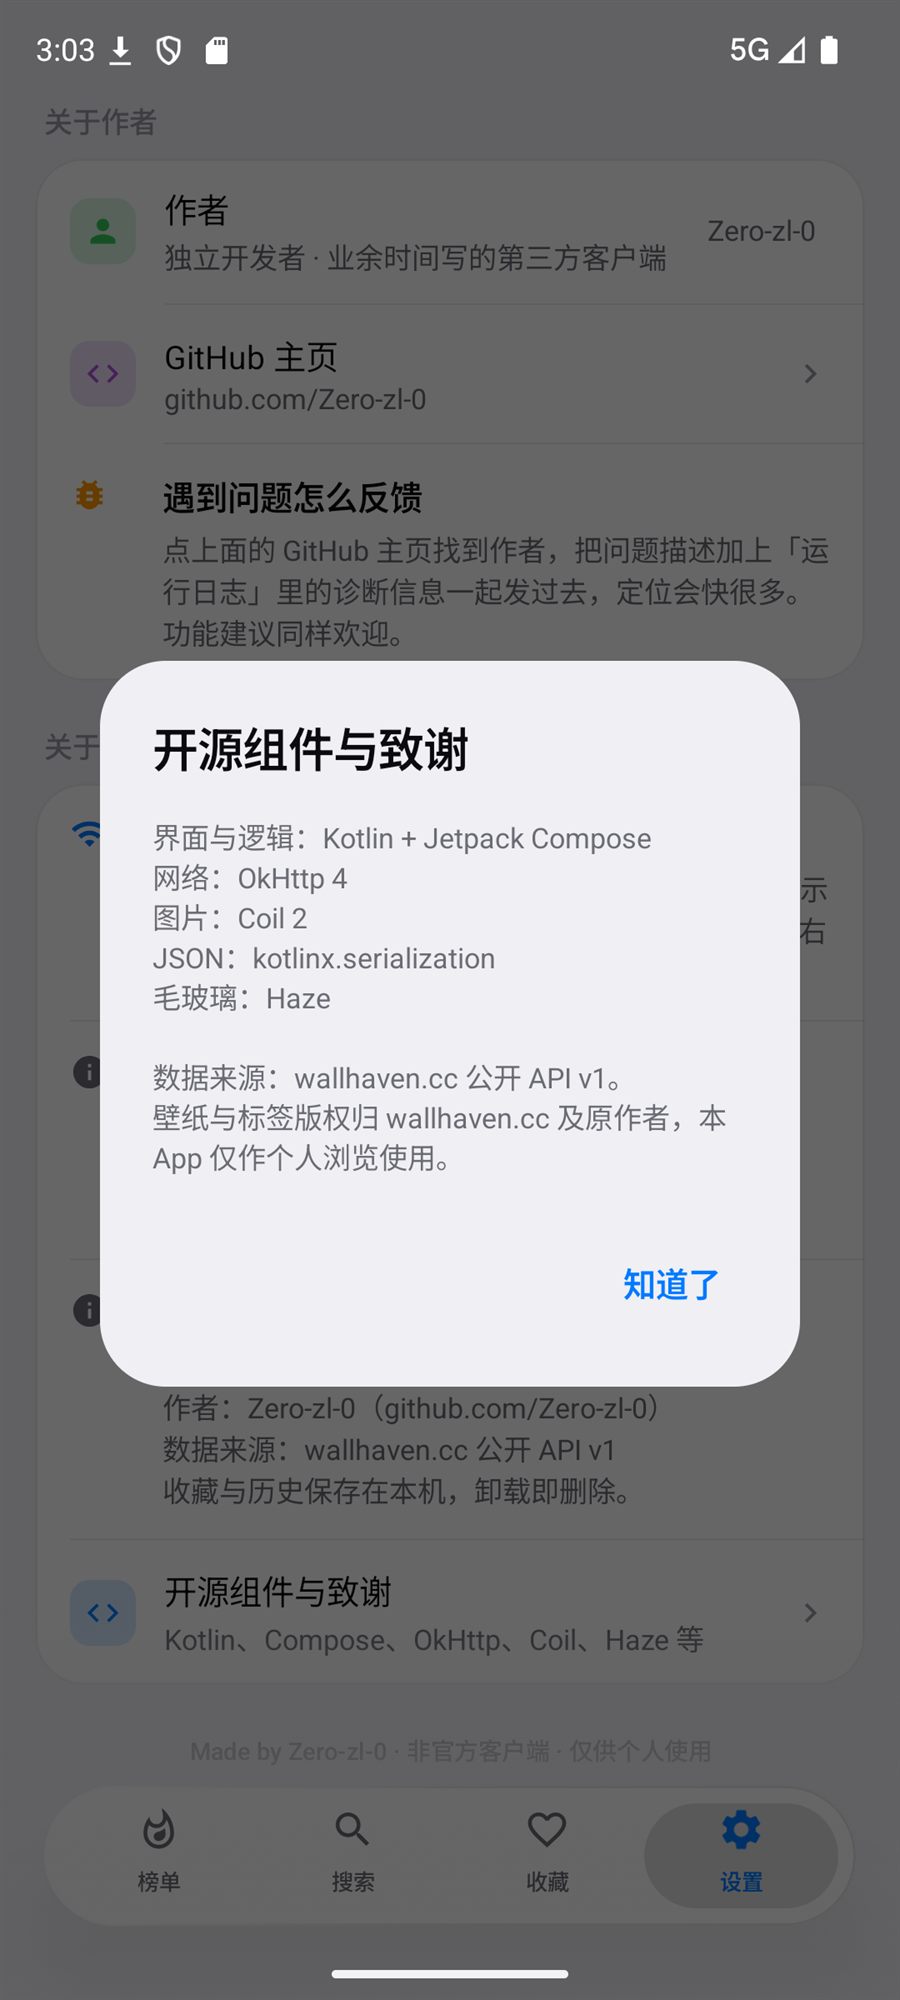 3:03
5G
关于作者
作者
独立开发者 · 业余时间写的第三方客户端
Zero-zl-0
GitHub 主页
github.com/Zero-zl-0
遇到问题怎么反馈
点上面的 GitHub 主页找到作者，把问题描述加上「运
行日志」里的诊断信息一起发过去，定位会快很多。
功能建议同样欢迎。
关于
示
右
开源组件与致谢
界面与逻辑：Kotlin + Jetpack Compose
网络：OkHttp 4
图片：Coil 2
JSON：kotlinx.serialization
毛玻璃：Haze
数据来源：wallhaven.cc 公开 API v1。
壁纸与标签版权归 wallhaven.cc 及原作者，本
App 仅作个人浏览使用。
知道了
作者：Zero-zl-0（github.com/Zero-zl-0）
数据来源：wallhaven.cc 公开 API v1
收藏与历史保存在本机，卸载即删除。
开源组件与致谢
Kotlin、Compose、OkHttp、Coil、Haze 等
Made by Zero-zl-0 · 非官方客户端 · 仅供个人使用
榜单
搜索
收藏
设置